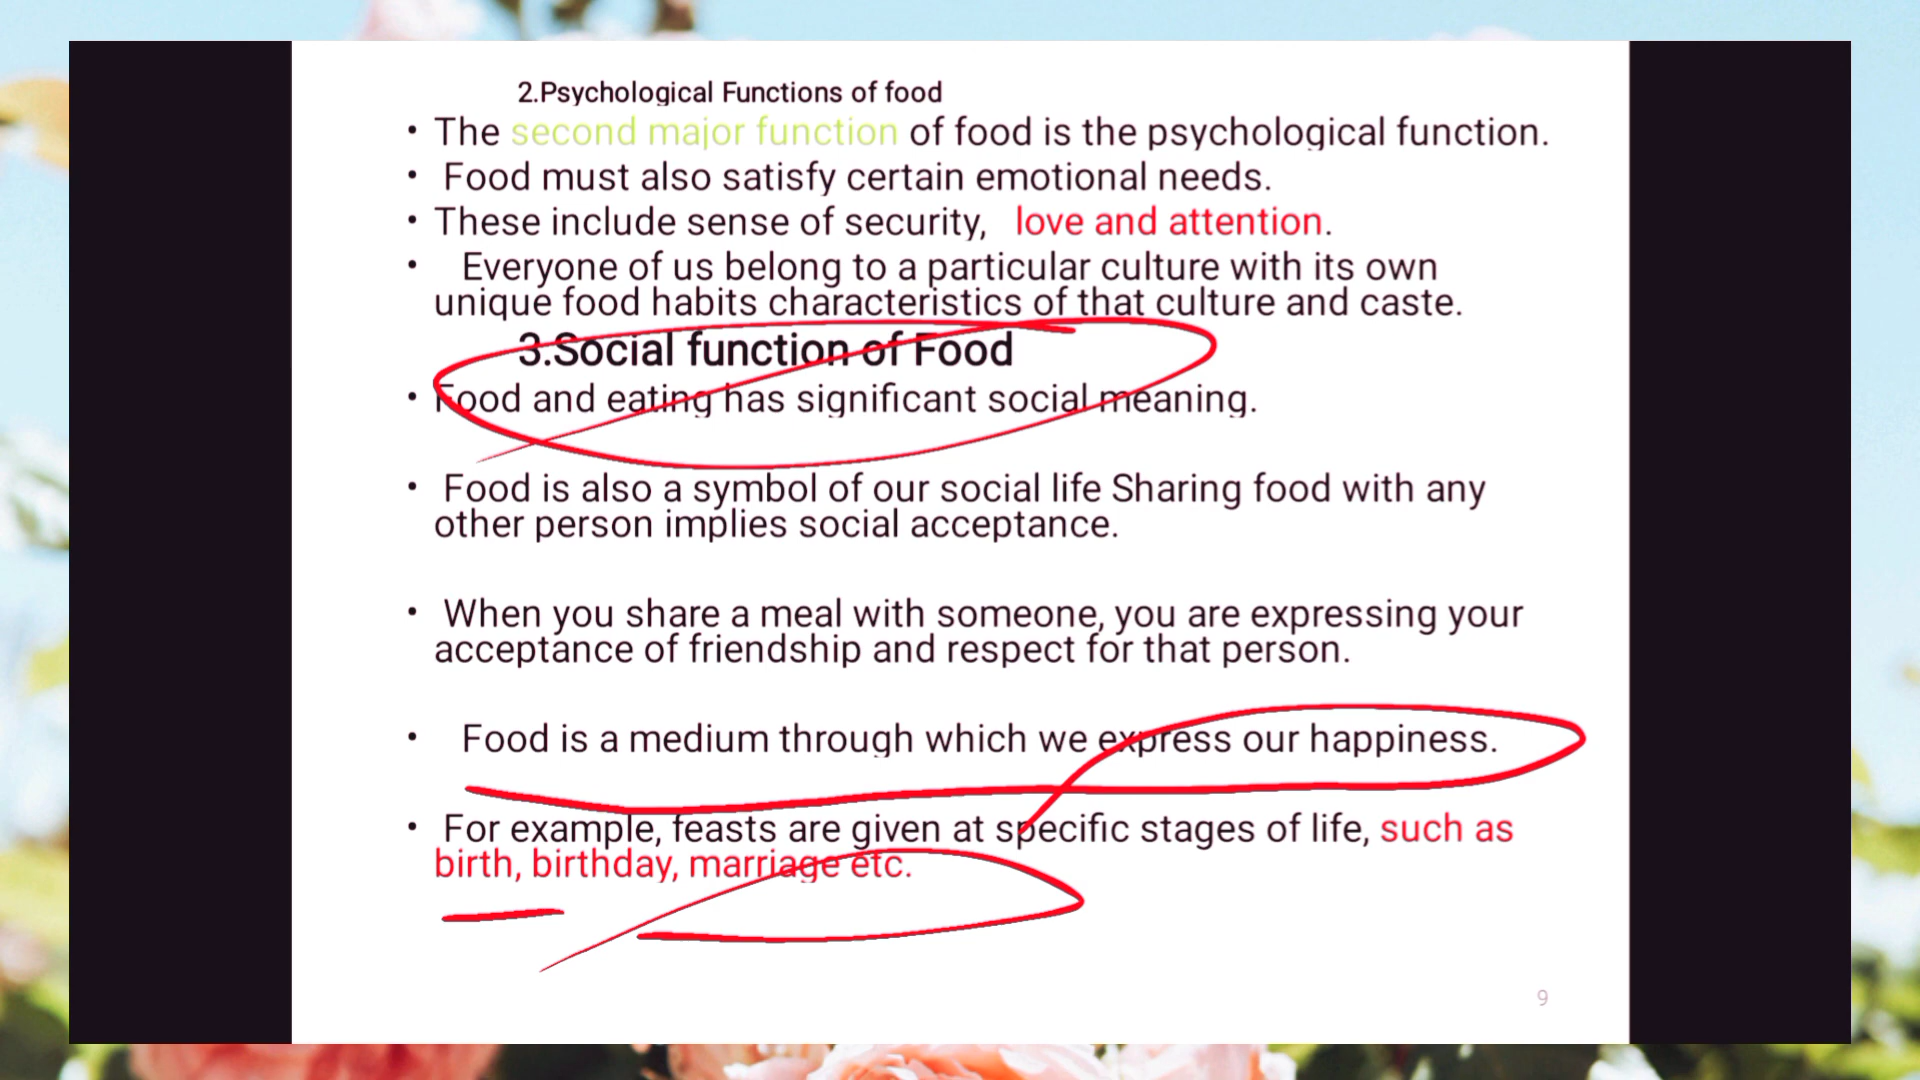 2.Psychological Functions of food
• The second major function of food is the psychological function.
• Food must also satisfy certain emotional needs.
• These include sense of security, love and attention.
• Everyone of us belong to a particular culture with its own
unique food habits characteristics of that culture and caste.
3.Social function of Food
• Food and eating has significant social meaning.
• Food is also a symbol of our social life Sharing food with any
other person implies social acceptance.
• When you share a meal with someone, you are expressing your
acceptance of friendship and respect for that person.
• Food is a medium through which we express our happiness.
• For example, feasts are given at specific stages of life, such as
birth, birthday, marriage etc.
9